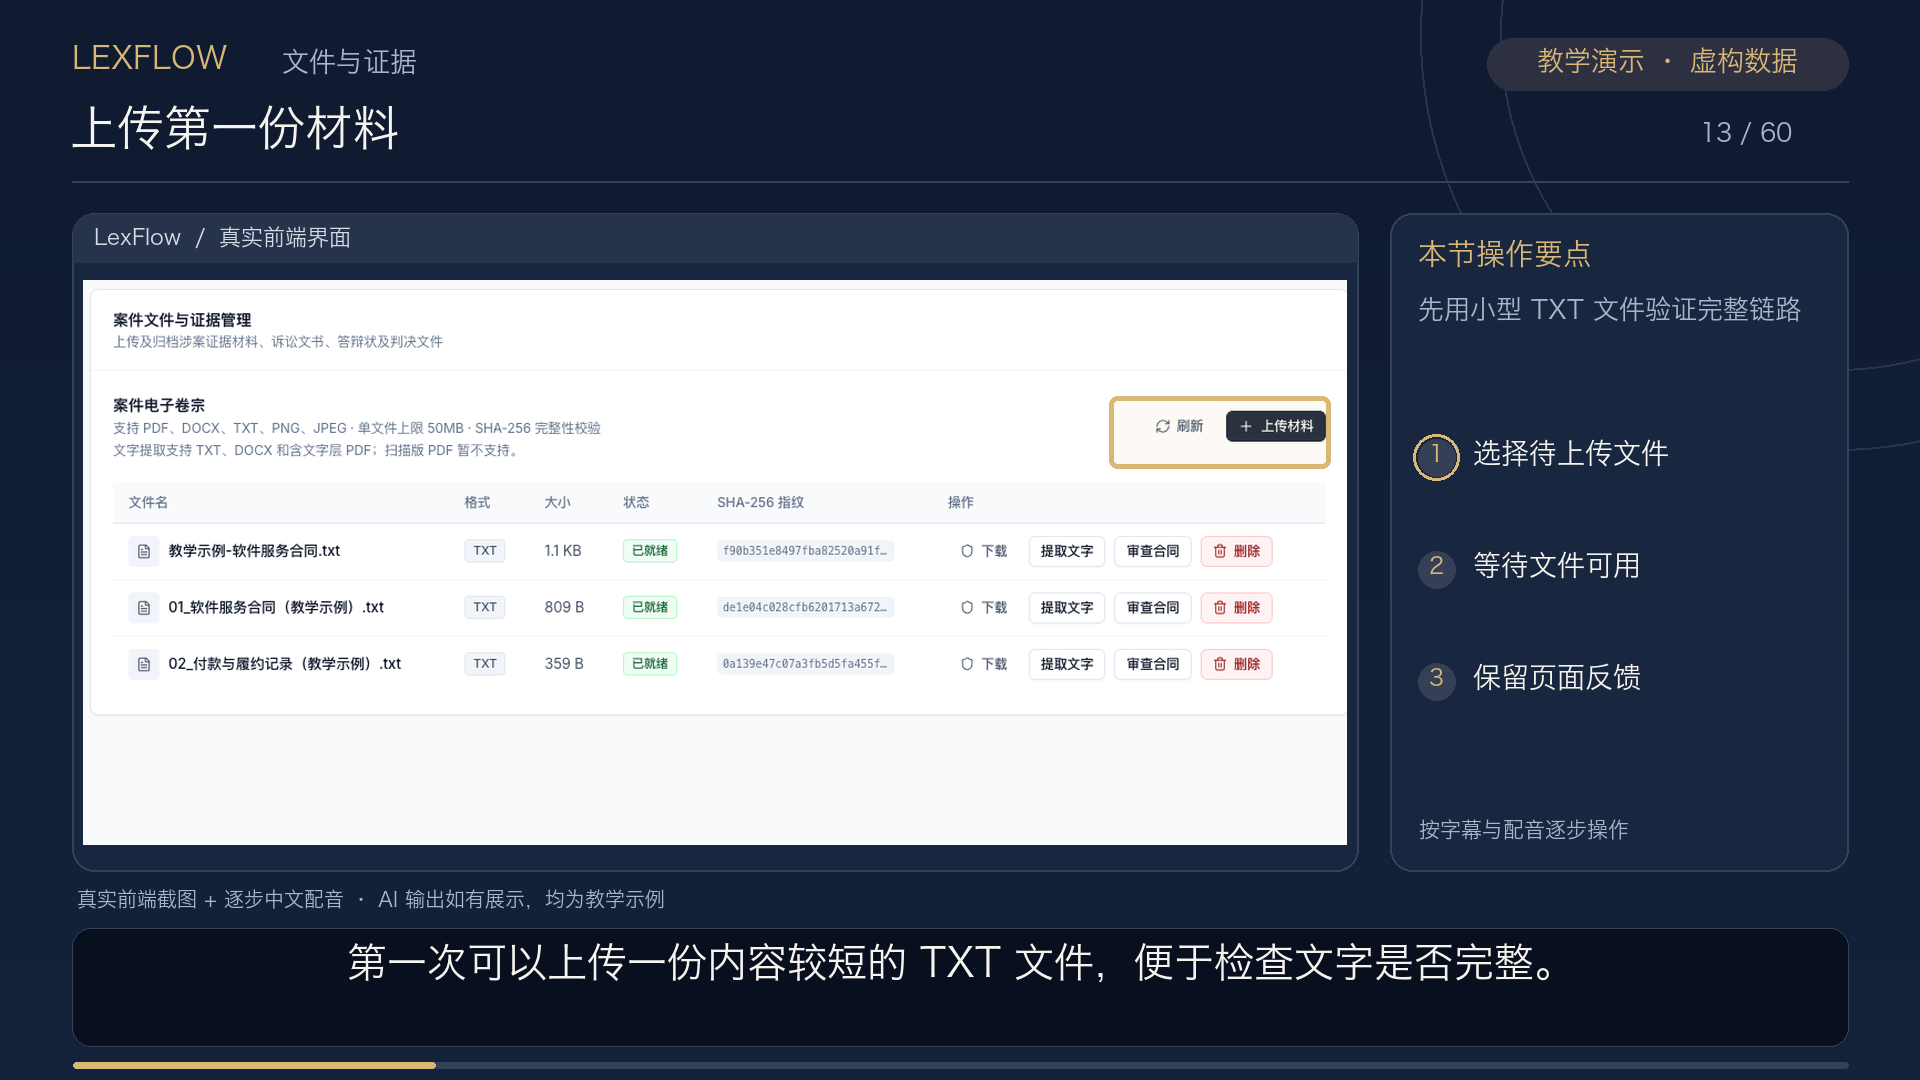 LEXFLOW 文件与证据
教学演示 · 虚构数据
上传第一份材料
13 / 60
LexFlow / 真实前端界面
案件文件与证据管理
上传及归档涉案证据材料、诉讼文书、答辩状及判决文件
案件电子卷宗
支持 PDF、DOCX、TXT、PNG、JPEG · 单文件上限 50MB · SHA-256 完整性校验
文字提取支持 TXT、DOCX 和含文字层 PDF；扫描版 PDF 暂不支持。
刷新 + 上传材料
文件名 格式 大小 状态 SHA-256 指纹 操作
教学示例-软件服务合同.txt TXT 1.1 KB 已就绪 f90b351e8497fba82520a91f… 下载 提取文字 审查合同 删除
01_软件服务合同（教学示例）.txt TXT 809 B 已就绪 de1e04c028cfb6201713a672… 下载 提取文字 审查合同 删除
02_付款与履约记录（教学示例）.txt TXT 359 B 已就绪 0a139e47c07a3fb5d5fa455f… 下载 提取文字 审查合同 删除
本节操作要点
先用小型 TXT 文件验证完整链路
1 选择待上传文件
2 等待文件可用
3 保留页面反馈
按字幕与配音逐步操作
真实前端截图 + 逐步中文配音 · AI 输出如有展示，均为教学示例
第一次可以上传一份内容较短的 TXT 文件，便于检查文字是否完整。